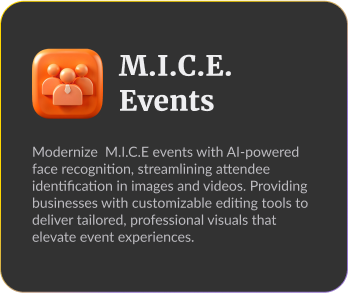 M.I.C.E.
Events
Modernize  M.I.C.E events with AI-powered
face recognition, streamlining attendee
identification in images and videos. Providing
businesses with customizable editing tools to
deliver tailored, professional visuals that
elevate event experiences.